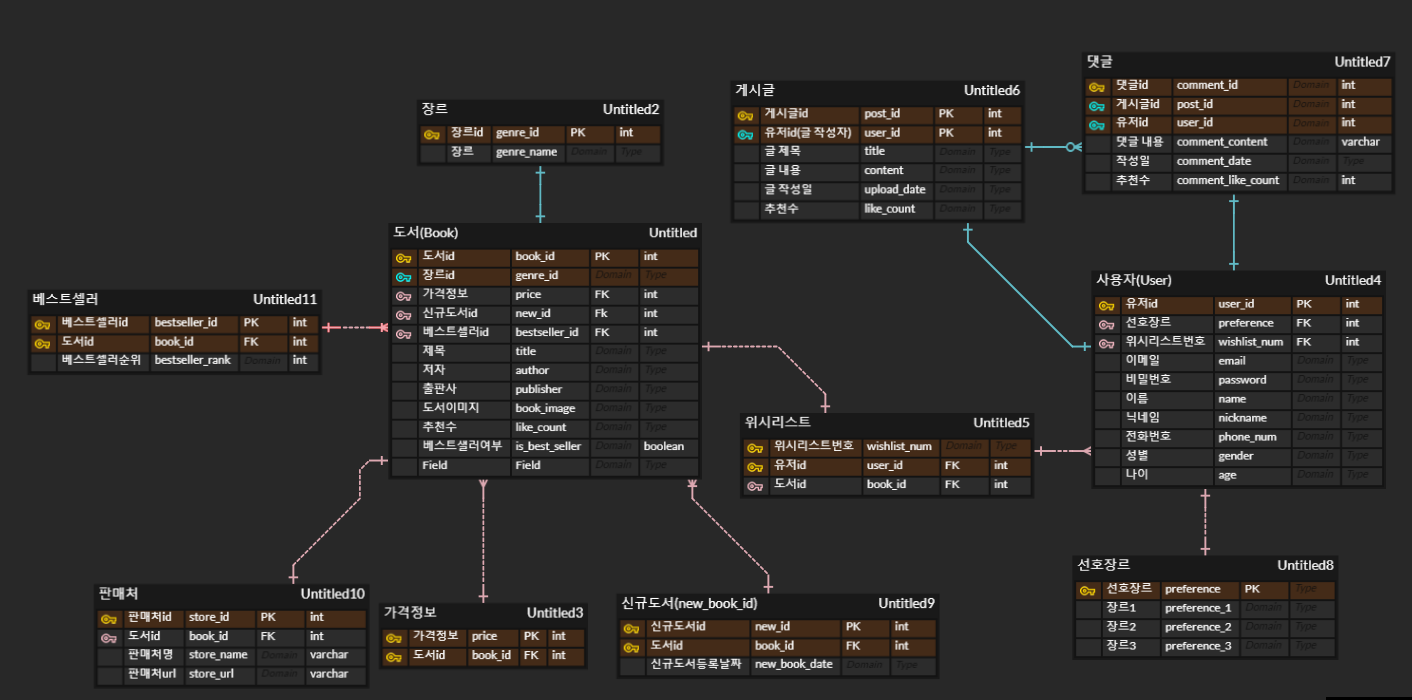 댓글 Untitled7
댓글id comment_id Domain int
게시글id post_id Domain int
유저id user_id Domain int
댓글 내용 comment_content Domain varchar
작성일 comment_date Domain Type
추천수 comment_like_count Domain int
게시글 Untitled6
게시글id post_id PK int
유저id(글 작성자) user_id PK int
글 제목 title Domain Type
글 내용 content Domain Type
글 작성일 upload_date Domain Type
추천수 like_count Domain Type
장르 Untitled2
장르id genre_id PK int
장르 genre_name Domain Type
도서(Book) Untitled
도서id book_id PK int
장르id genre_id Domain Type
가격정보 price FK int
신규도서id new_id Fk int
베스트셀러id bestseller_id FK int
제목 title Domain Type
저자 author Domain Type
출판사 publisher Domain Type
도서이미지 book_image Domain Type
추천수 like_count Domain Type
베스트샐러여부 is_best_seller Domain boolean
Field Field Domain Type
베스트셀러 Untitled11
베스트셀러id bestseller_id PK int
도서id book_id FK int
베스트셀러순위 bestseller_rank Domain int
사용자(User) Untitled4
유저id user_id PK int
선호장르 preference FK int
위시리스트번호 wishlist_num FK int
이메일 email Domain Type
비밀번호 password Domain Type
이름 name Domain Type
닉네임 nickname Domain Type
전화번호 phone_num Domain Type
성별 gender Domain Type
나이 age Domain Type
위시리스트 Untitled5
위시리스트번호 wishlist_num Domain Type
유저id user_id FK int
도서id book_id FK int
판매처 Untitled10
판매처id store_id PK int
도서id book_id FK int
판매처명 store_name Domain varchar
판매처url store_url Domain varchar
가격정보 Untitled3
가격정보 price PK int
도서id book_id FK int
신규도서(new_book_id) Untitled9
신규도서id new_id PK int
도서id book_id FK int
신규도서등록날짜 new_book_date Domain Type
선호장르 Untitled8
선호장르 preference PK Type
장르1 preference_1 Domain Type
장르2 preference_2 Domain Type
장르3 preference_3 Domain Type